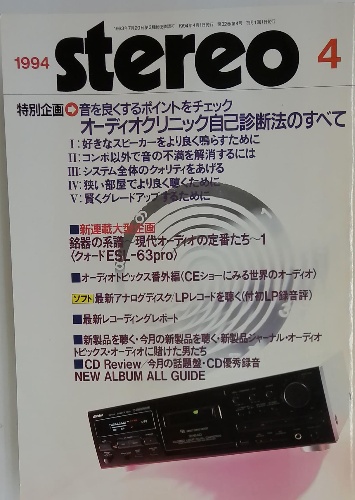 1994 stereo 4
特別企画➡音を良くするポイントをチェック
オーディオクリニック自己診断法のすべて
I:好きなスピーカーをより良く鳴らすために
II:コンポ以外で音の不満を解消するには
III:システム全体のクォリティをあげる
IV:狭い部屋でより良く聴くために
V:賢くグレードアップするために
■新連載大型企画
銘器の系譜〜現代オーディオの定番たち〜1
〈クォードESL-63pro〉
■オーディオトピックス番外編〈CEショーにみる世界のオーディオ〉
ソフト 最新アナログディスク/LPレコードを聴く(付初LP録音評)
■最新レコーディングレポート
■新製品を聴く・今月の新製品を聴く・新製品ジャーナル・オーディオ
トピックス・オーディオに賭けた男たち
■CD Review/今月の話題盤・CD優秀録音
NEW ALBUM ALL GUIDE